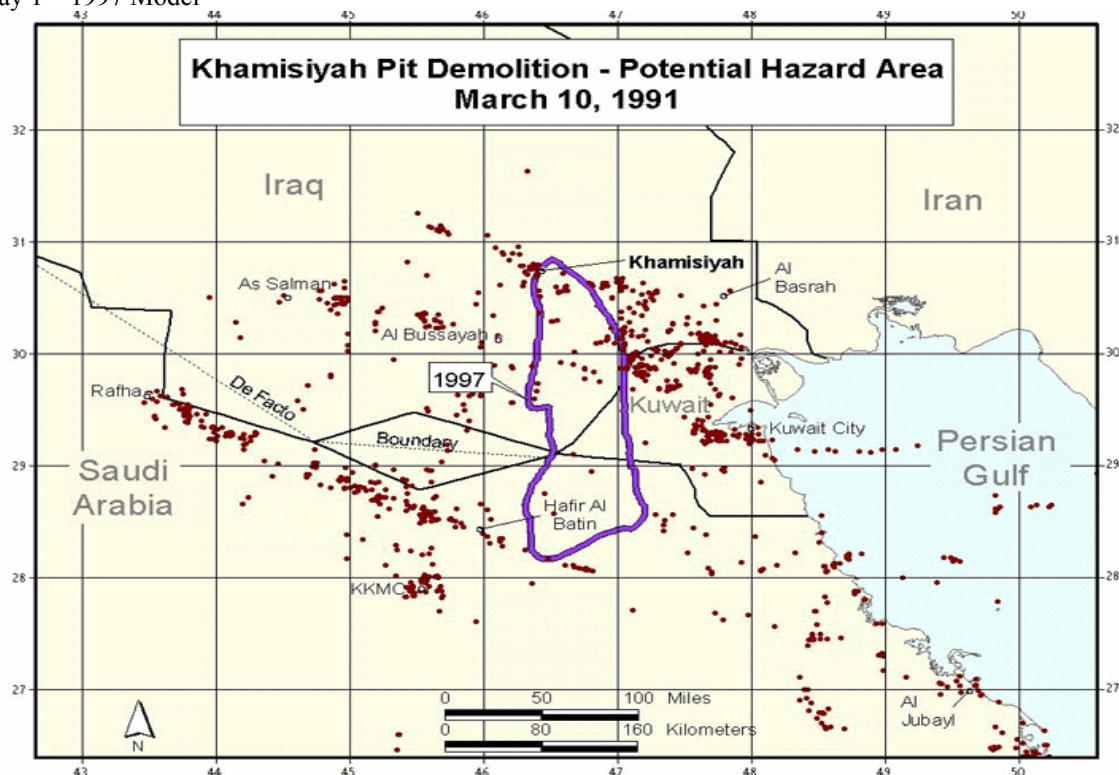 1997 Model
43 44 45 46 47 48 49 50
Khamisiyah Pit Demolition - Potential Hazard Area
March 10, 1991
32 32
Iraq
Iran
31 31
Khamisiyah
Al
Basrah
As Salman
Al Bussayah
30 30
1997
Rafha
De Facto
Kuwait
Kuwait City
Boundary
29 29
Saudi
Arabia
Persian
Gulf
Hafir Al
Batin
28 28
KKMC
27 27
Al
Jubayl
0 50 100 Miles
0 80 160 Kilometers
N
43 44 45 46 47 48 49 50